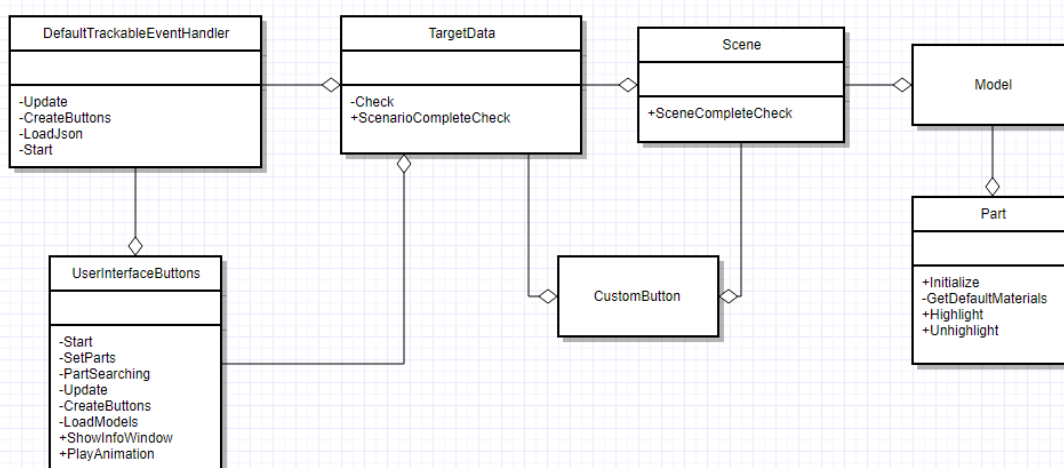 DefaultTrackableEventHandler
-Update
-CreateButtons
-LoadJson
-Start
TargetData
-Check
+ScenarioCompleteCheck
Scene
+SceneCompleteCheck
Model
Part
+Initialize
-GetDefaultMaterials
+Highlight
+Unhighlight
UserInterfaceButtons
-Start
-SetParts
-PartSearching
-Update
-CreateButtons
-LoadModels
+ShowInfoWindow
+PlayAnimation
CustomButton